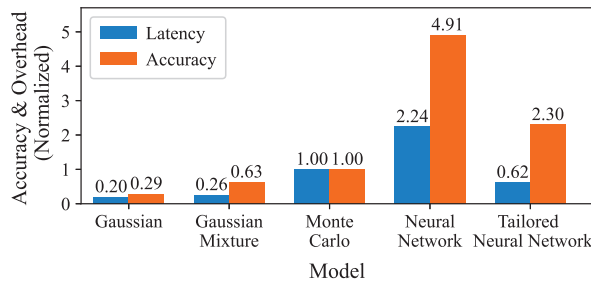 Accuracy & Overhead
(Normalized)
5
4
3
2
1
0
Latency
Accuracy
0.20
0.29
0.26
0.63
1.00
1.00
2.24
4.91
0.62
2.30
Gaussian
Gaussian
Mixture
Monte
Carlo
Neural
Network
Tailored
Neural Network
Model